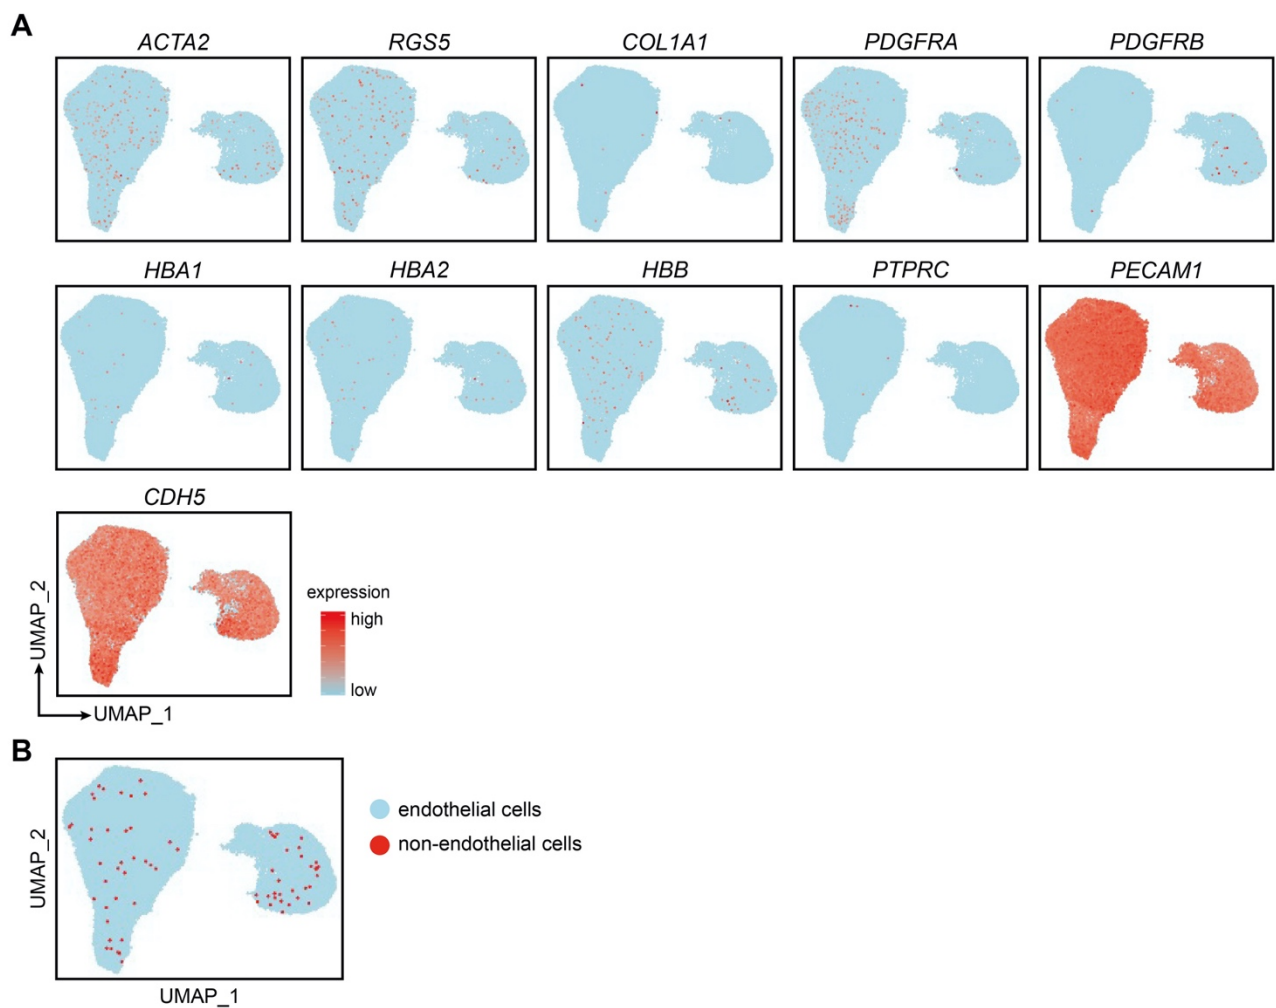 A
ACTA2
RGS5
COL1A1
PDGFRA
PDGFRB
HBA1
HBA2
HBB
PTPRC
PECAM1
CDH5
expression
high
low
UMAP_2
UMAP_1
B
endothelial cells
non-endothelial cells
UMAP_2
UMAP_1